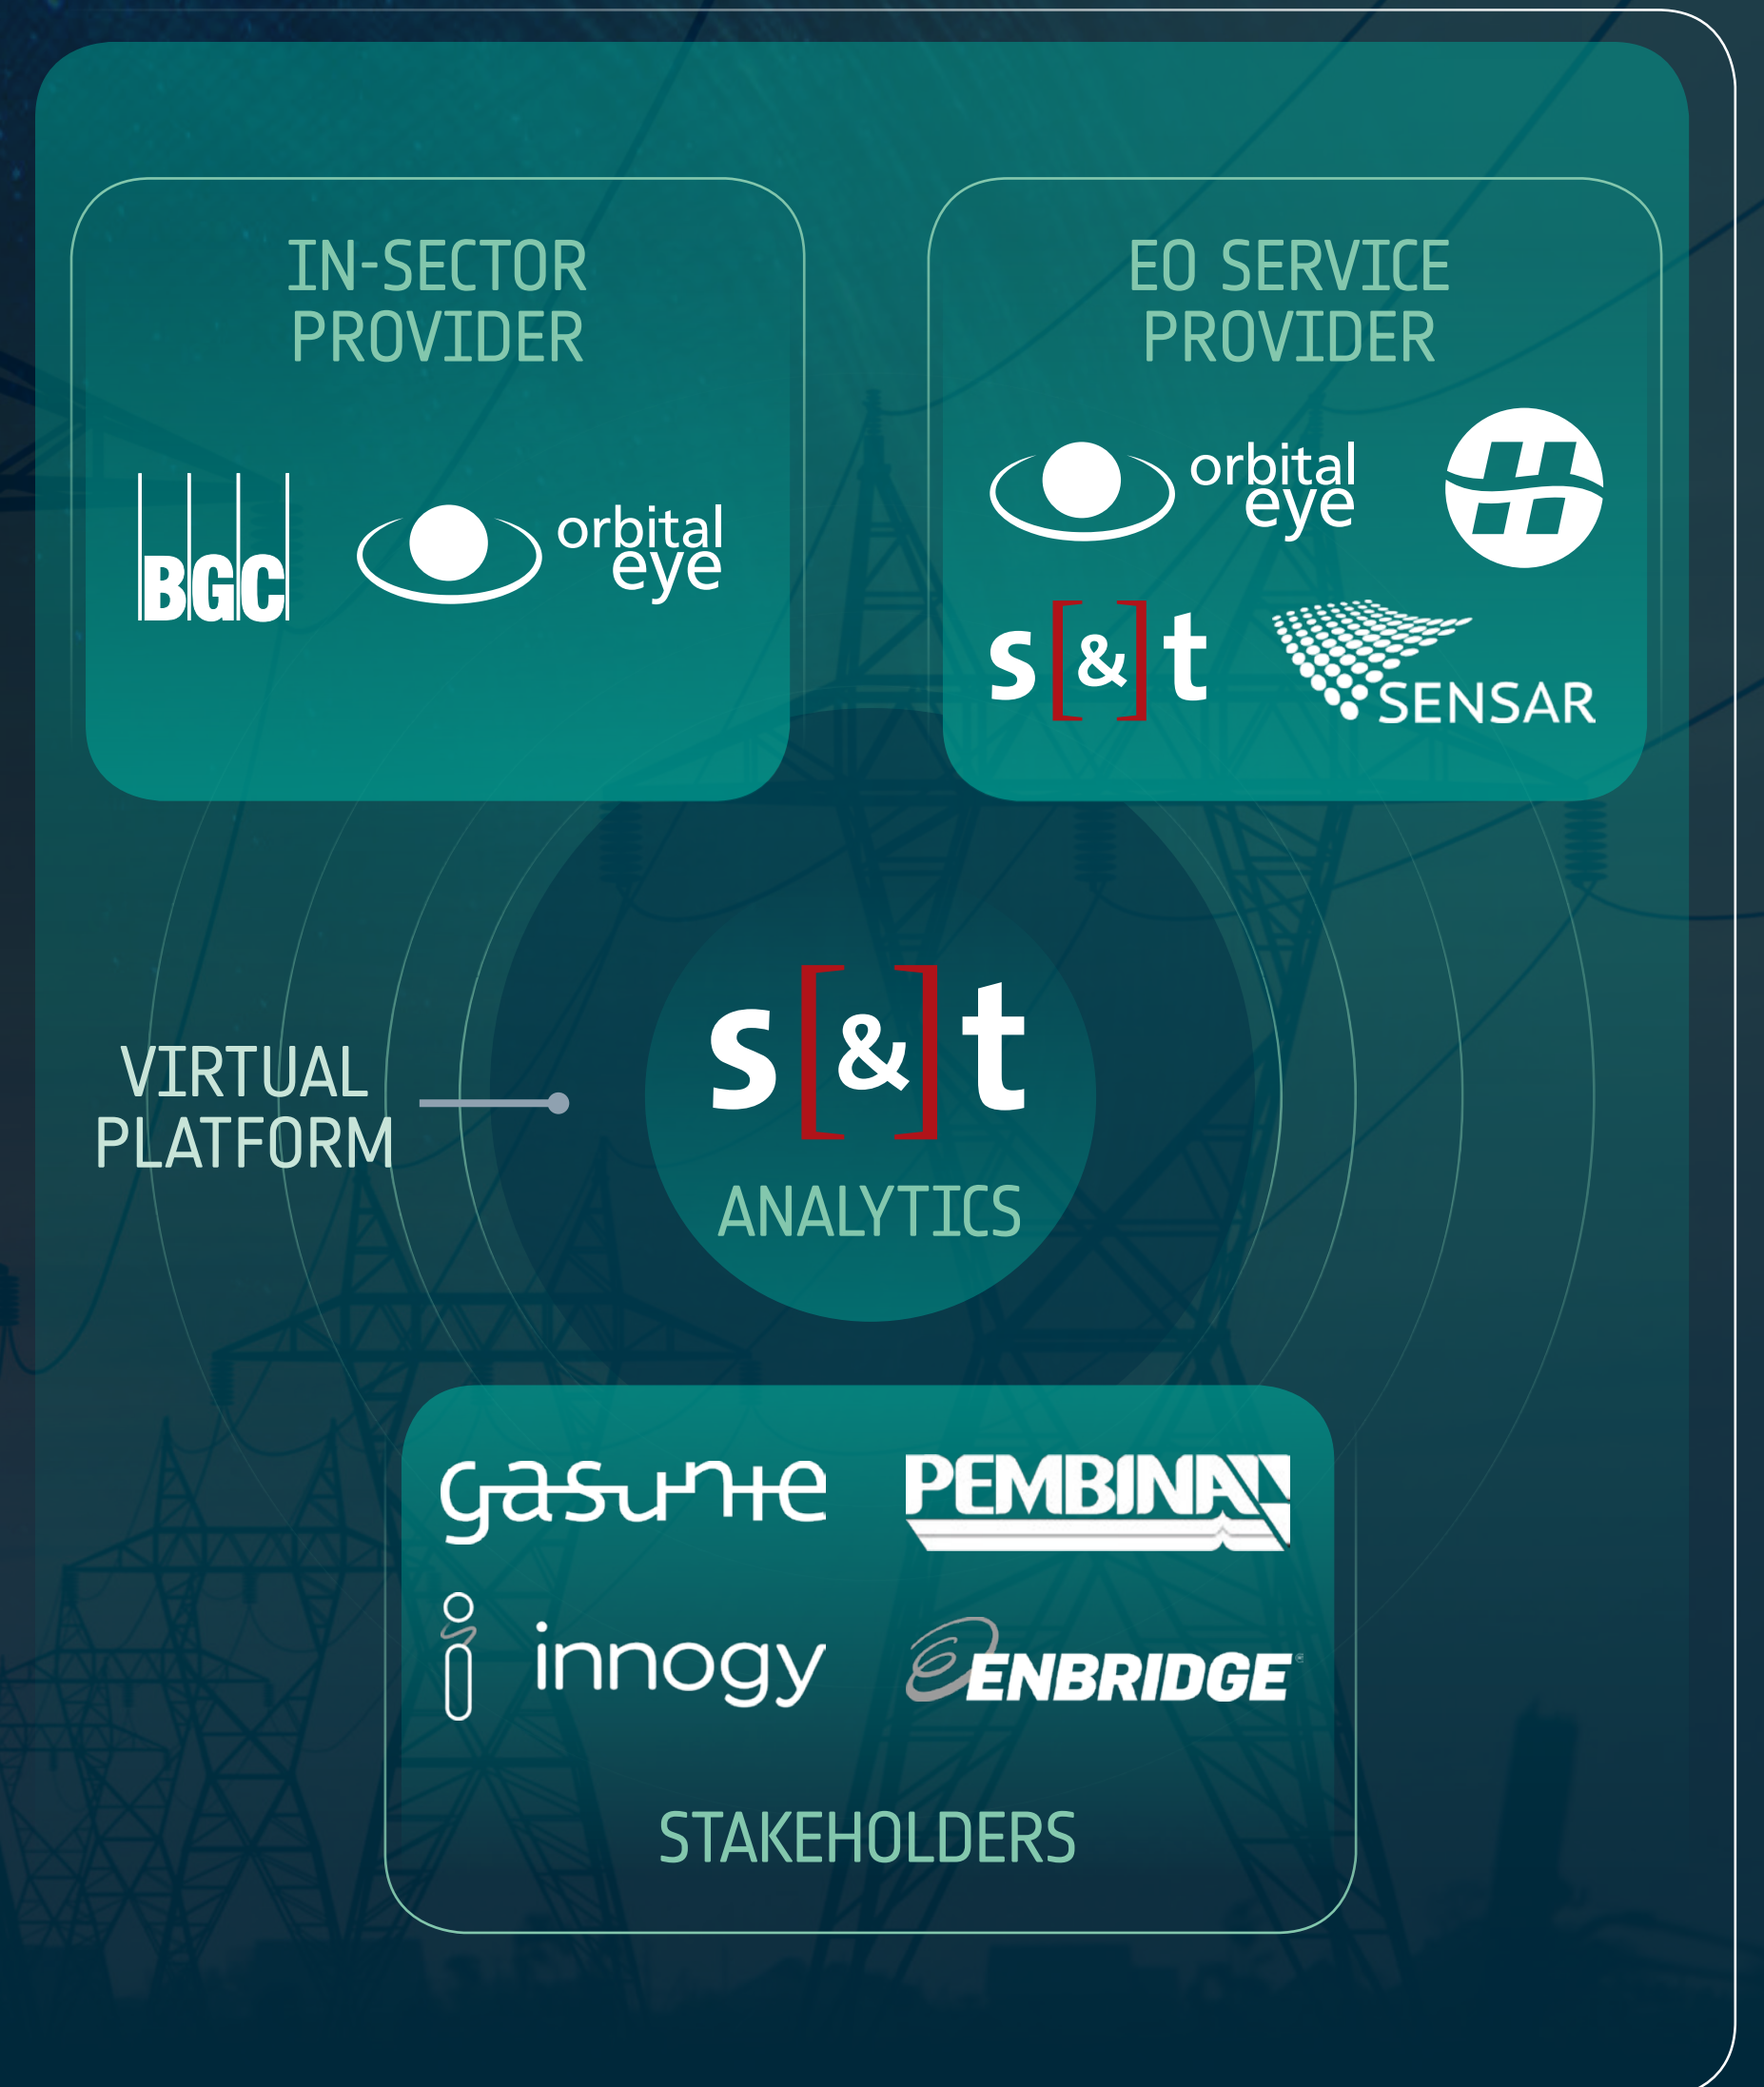 IN-SECTOR
PROVIDER
BGC
orbital
eye
EO SERVICE
PROVIDER
orbital
eye
s[&]t
SENSAR
VIRTUAL
PLATFORM
s[&]t
ANALYTICS
gasunie
PEMBINA
innogy
ENBRIDGE
STAKEHOLDERS